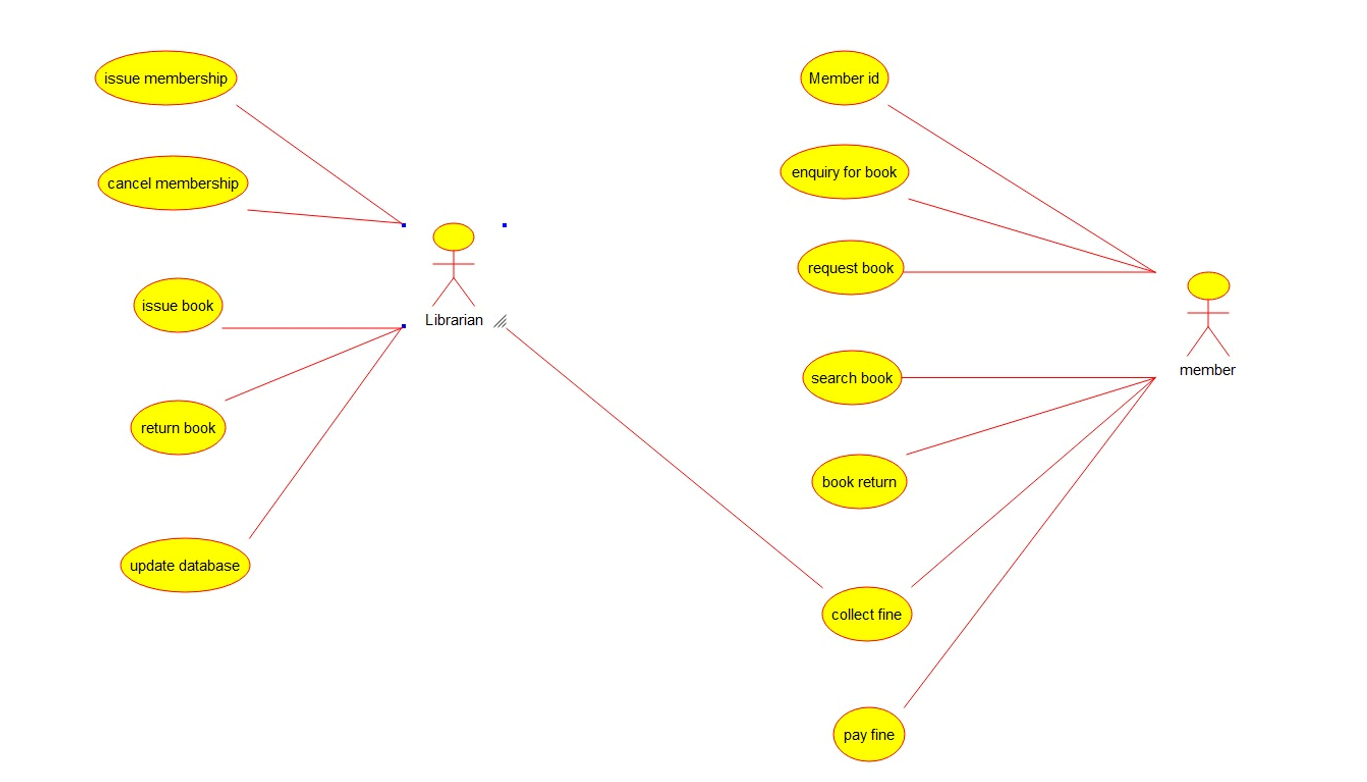 issue membership
cancel membership
issue book
return book
update database
Librarian
Member id
enquiry for book
request book
search book
book return
collect fine
pay fine
member